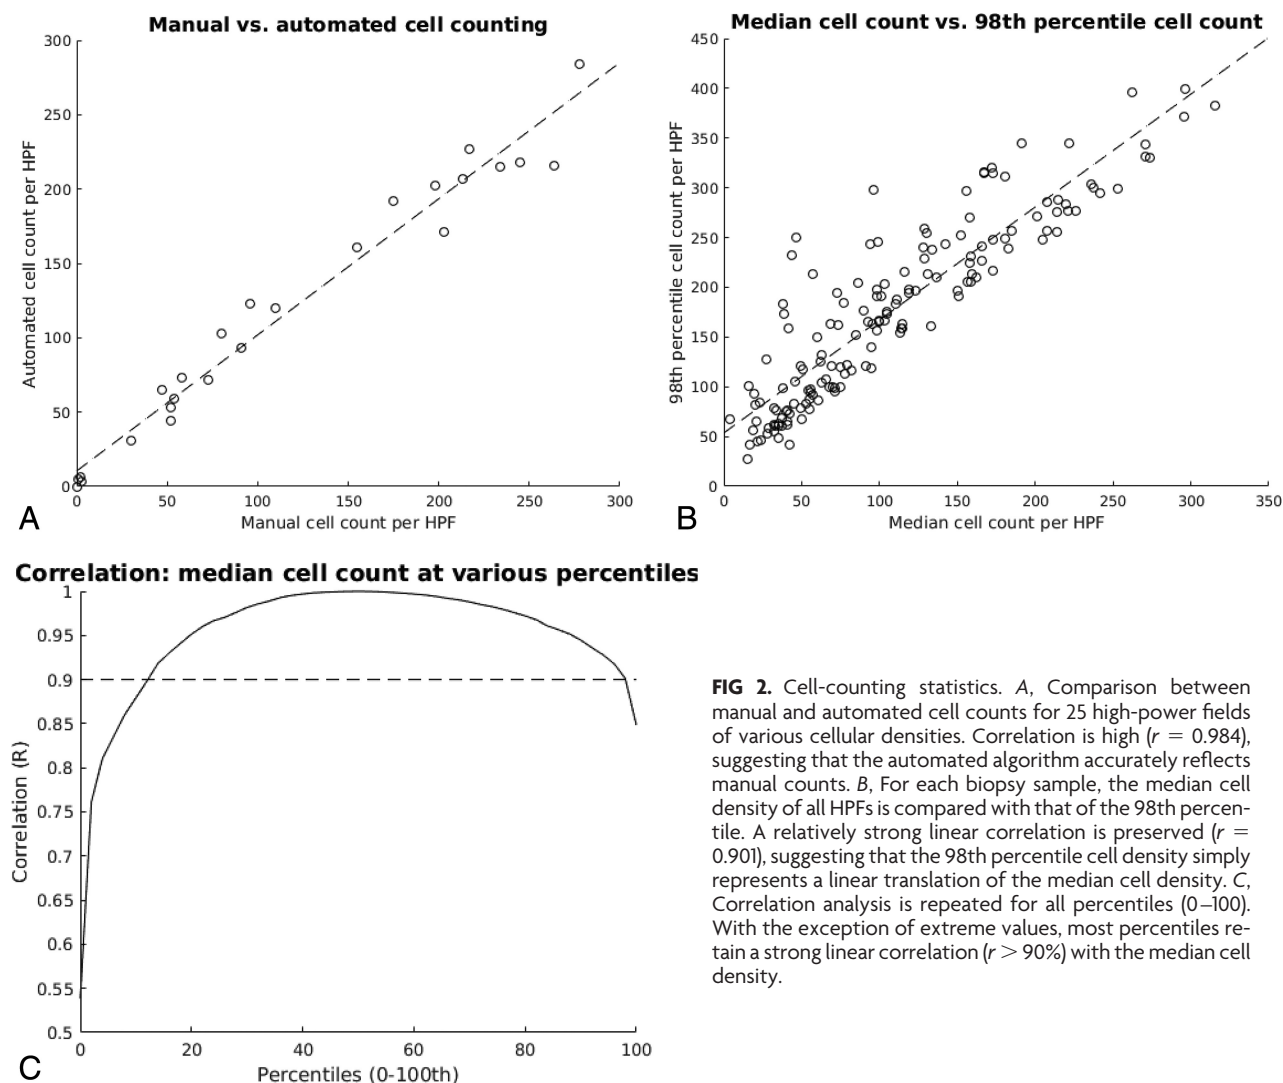 Manual vs. automated cell counting
300
250
200
150
100
50
0
Automated cell count per HPF
0 50 100 150 200 250 300
Manual cell count per HPF
A
Median cell count vs. 98th percentile cell count
450
400
350
300
250
200
150
100
50
0
98th percentile cell count per HPF
0 50 100 150 200 250 300 350
Median cell count per HPF
B
Correlation: median cell count at various percentiles
1
0.95
0.9
0.85
0.8
0.75
0.7
0.65
0.6
0.55
0.5
Correlation (R)
0 20 40 60 80 100
Percentiles (0-100th)
C
FIG 2. Cell-counting statistics. A, Comparison between
manual and automated cell counts for 25 high-power fields
of various cellular densities. Correlation is high (r = 0.984),
suggesting that the automated algorithm accurately reflects
manual counts. B, For each biopsy sample, the median cell
density of all HPFs is compared with that of the 98th percen-
tile. A relatively strong linear correlation is preserved (r =
0.901), suggesting that the 98th percentile cell density simply
represents a linear translation of the median cell density. C,
Correlation analysis is repeated for all percentiles (0–100).
With the exception of extreme values, most percentiles re-
tain a strong linear correlation (r > 90%) with the median cell
density.